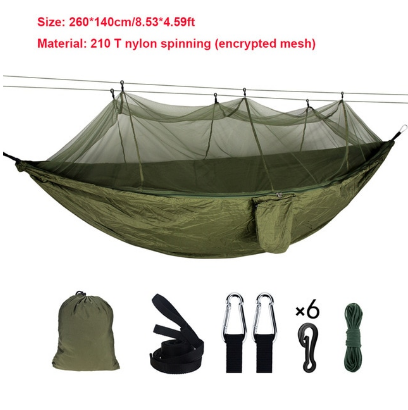 Size: 260*140cm/8.53*4.59ft
Material: 210 T nylon spinning (encrypted mesh)
×6